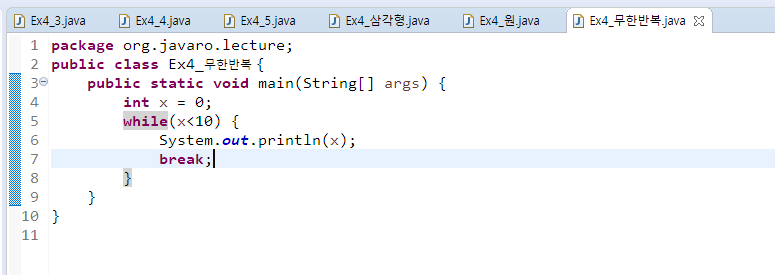 Ex4_3.java Ex4_4.java Ex4_5.java Ex4_삼각형.java Ex4_원.java Ex4_무한반복.java
1 package org.javaro.lecture;
2 public class Ex4_무한반복 {
3 public static void main(String[] args) {
4 int x = 0;
5 while(x<10) {
6 System.out.println(x);
7 break;
8 }
9 }
10 }
11